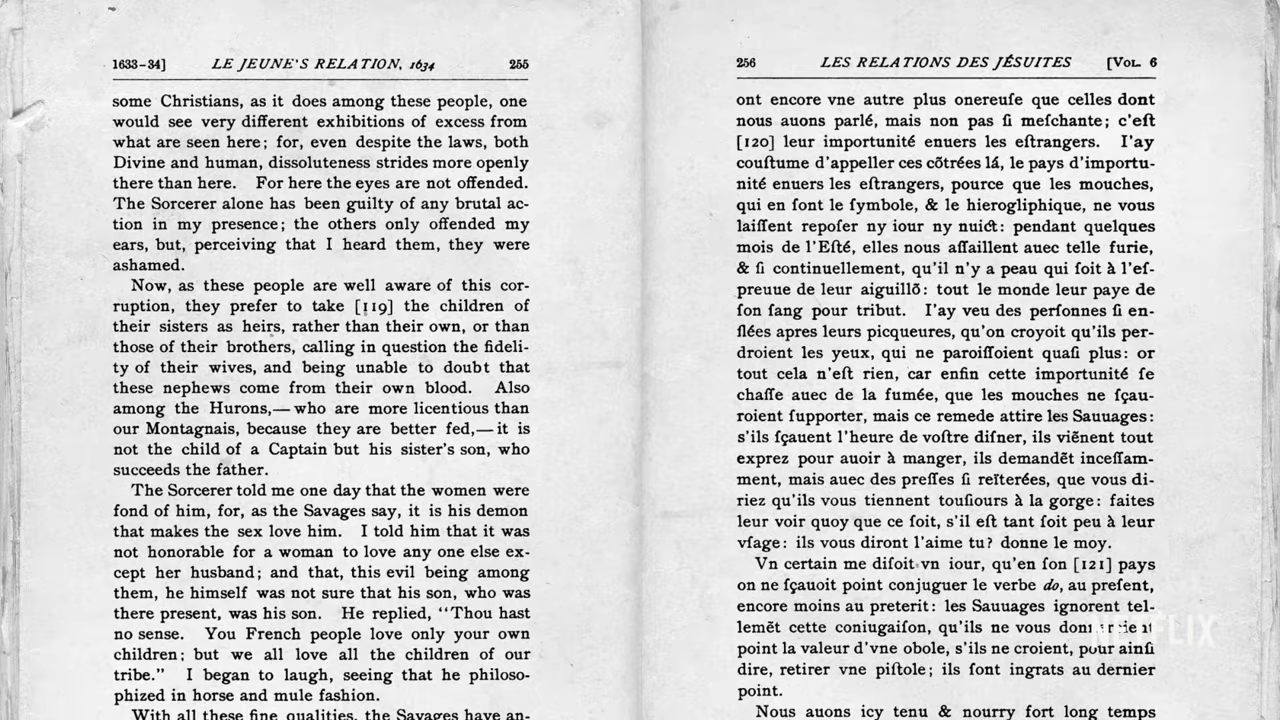 1633–34] LE JEUNE'S RELATION, 1634 255
some Christians, as it does among these people, one
would see very different exhibitions of excess from
what are seen here; for, even despite the laws, both
Divine and human, dissoluteness strides more openly
there than here. For here the eyes are not offended.
The Sorcerer alone has been guilty of any brutal ac-
tion in my presence; the others only offended my
ears, but, perceiving that I heard them, they were
ashamed.
Now, as these people are well aware of this cor-
ruption, they prefer to take [119] the children of
their sisters as heirs, rather than their own, or than
those of their brothers, calling in question the fideli-
ty of their wives, and being unable to doubt that
these nephews come from their own blood. Also
among the Hurons,—who are more licentious than
our Montagnais, because they are better fed,—it is
not the child of a Captain but his sister's son, who
succeeds the father.
The Sorcerer told me one day that the women were
fond of him, for, as the Savages say, it is his demon
that makes the sex love him. I told him that it was
not honorable for a woman to love any one else ex-
cept her husband; and that, this evil being among
them, he himself was not sure that his son, who was
there present, was his son. He replied, "Thou hast
no sense. You French people love only your own
children; but we all love all the children of our
tribe." I began to laugh, seeing that he philoso-
phized in horse and mule fashion.
With all these fine qualities, the Savages have an-
256 LES RELATIONS DES JÉSUITES [VOL. 6
ont encore vne autre plus onereuſe que celles dont
nous auons parlé, mais non pas ſi meſchante; c'eſt
[120] leur importunité enuers les eſtrangers. I'ay
couſtume d'appeller ces cõtrées lá, le pays d'importu-
nité enuers les eſtrangers, pource que les mouches,
qui en ſont le ſymbole, & le hierogliphique, ne vous
laiſſent repoſer ny iour ny nuict: pendant quelques
mois de l'Eſté, elles nous aſſaillent auec telle furie,
& ſi continuellement, qu'il n'y a peau qui ſoit à l'eſ-
preuue de leur aiguillõ: tout le monde leur paye de
ſon ſang pour tribut. I'ay veu des perſonnes ſi en-
flées apres leurs picqueures, qu'on croyoit qu'ils per-
droient les yeux, qui ne paroiſſoient quaſi plus: or
tout cela n'eſt rien, car enfin cette importunité ſe
chaſſe auec de la fumée, que les mouches ne ſçau-
roient ſupporter, mais ce remede attire les Sauuages:
s'ils ſçauent l'heure de voſtre diſner, ils viẽnent tout
exprez pour auoir à manger, ils demandẽt inceſſam-
ment, mais auec des preſſes ſi reïterées, que vous di-
riez qu'ils vous tiennent touſiours à la gorge: faites
leur voir quoy que ce ſoit, s'il eſt tant ſoit peu à leur
vſage: ils vous diront l'aime tu? donne le moy.
Vn certain me diſoit vn iour, qu'en ſon [121] pays
on ne ſçauoit point conjuguer le verbe do, au preſent,
encore moins au preterit: les Sauuages ignorent tel-
lemẽt cette coniugaiſon, qu'ils ne vous
point la valeur d'vne obole, s'ils ne croient, pour ainſi
dire, retirer vne piſtole; ils ſont ingrats au dernier
point.
Nous auons icy tenu & nourry fort long temps
NETFLIX